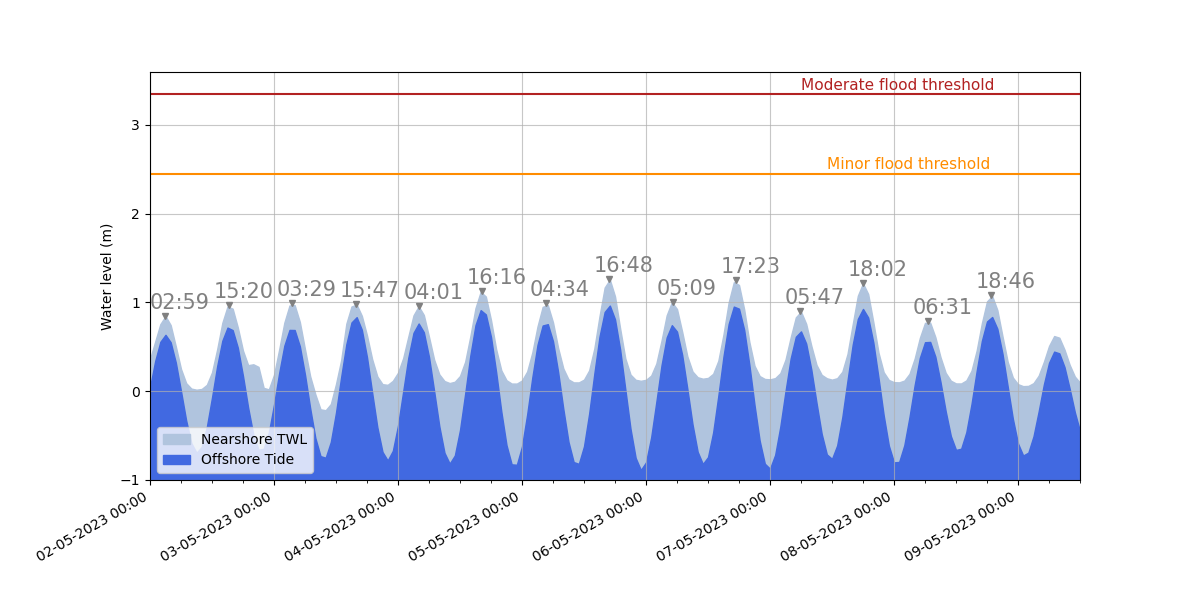 Moderate flood threshold
3
Minor flood threshold
2
Water level (m)
02:59 15:20 03:29 15:47 04:01 16:16 04:34 16:48 05:09 17:23 05:47 18:02 06:31 18:46
1
0
Nearshore TWL
Offshore Tide
−1
02-05-2023 00:00 03-05-2023 00:00 04-05-2023 00:00 05-05-2023 00:00 06-05-2023 00:00 07-05-2023 00:00 08-05-2023 00:00 09-05-2023 00:00